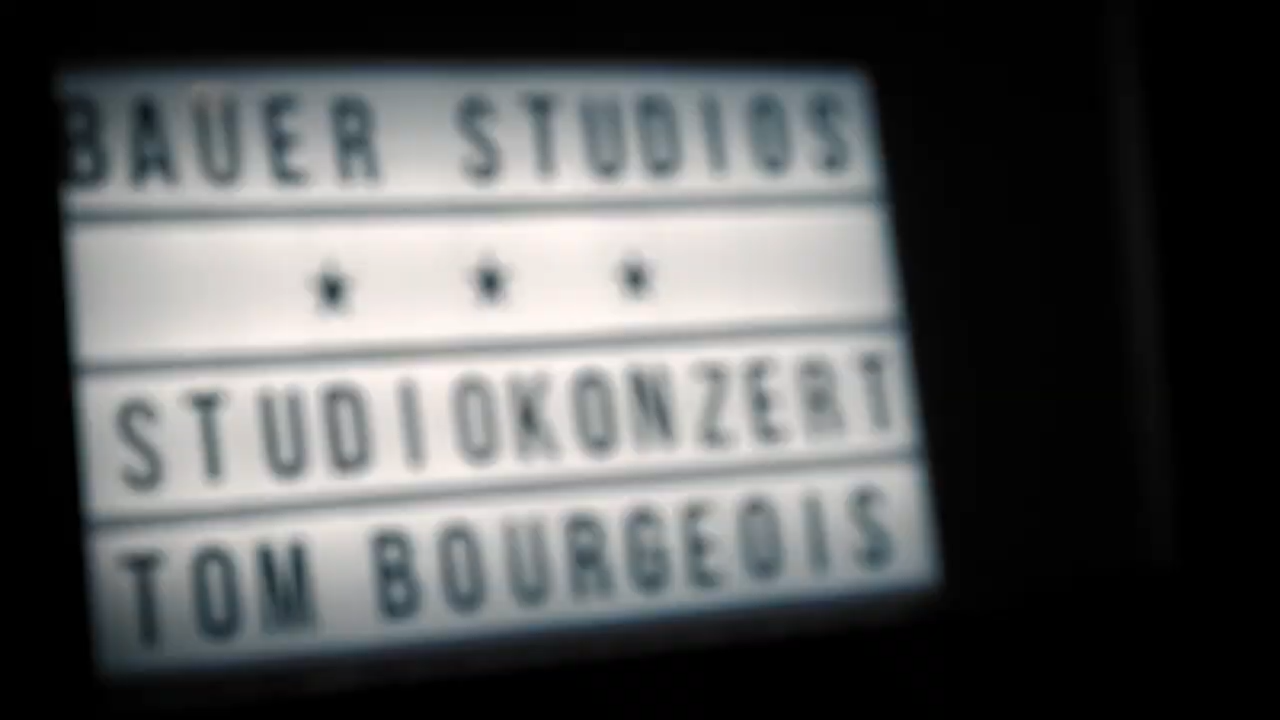 BAUER STUDIOS
★ ★ ★
STUDIOKONZERT
TOM BOURGEOIS